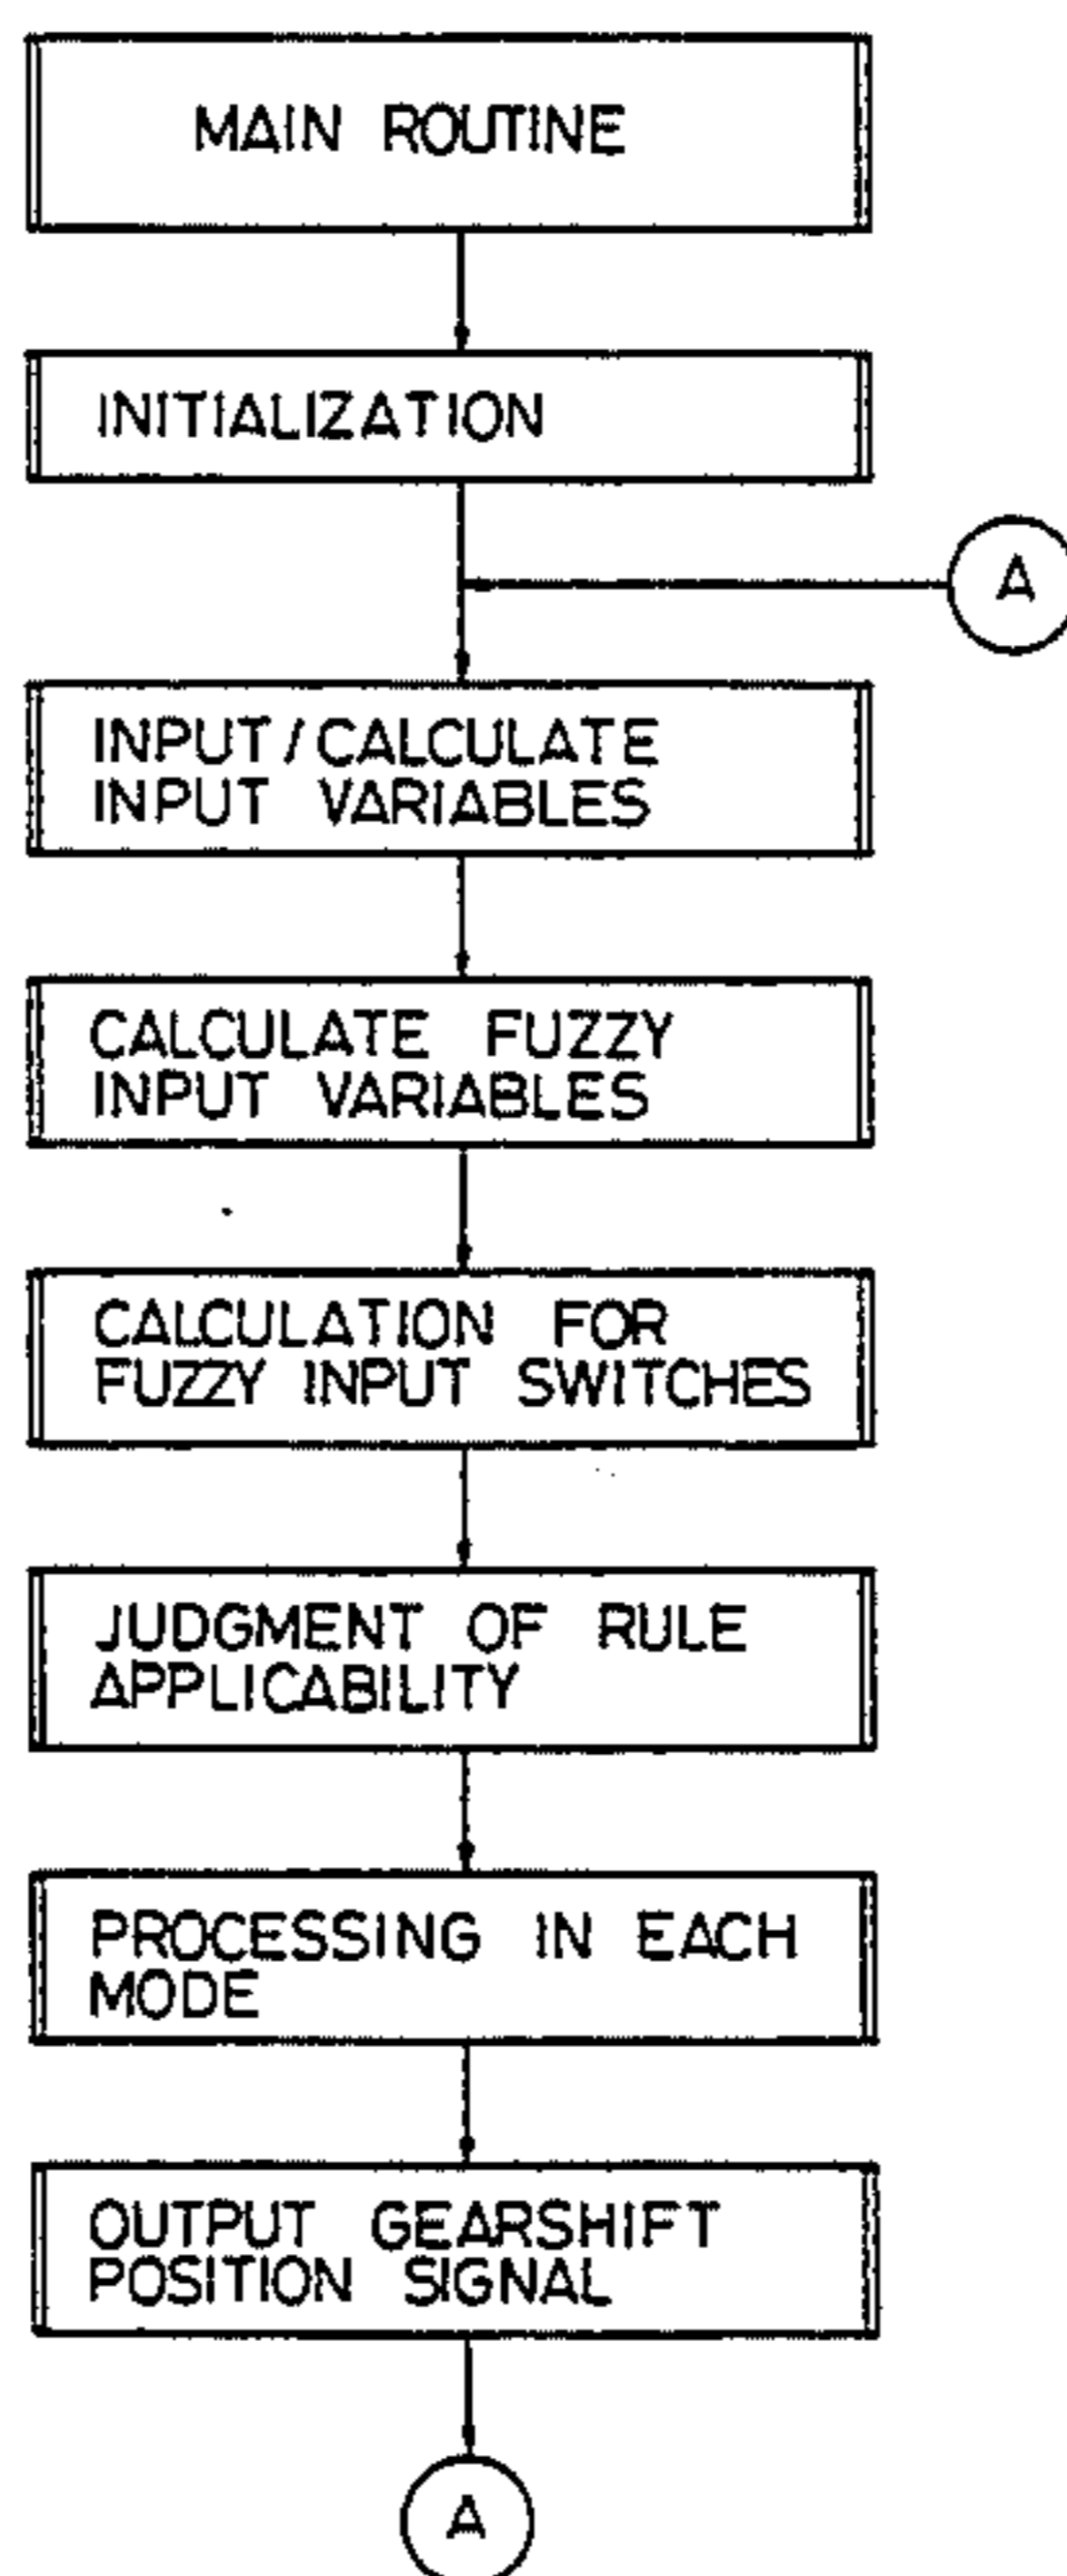 MAIN ROUTINE
INITIALIZATION
A
INPUT/CALCULATE
INPUT VARIABLES
CALCULATE FUZZY
INPUT VARIABLES
CALCULATION FOR
FUZZY INPUT SWITCHES
JUDGMENT OF RULE
APPLICABILITY
PROCESSING IN EACH
MODE
OUTPUT GEARSHIFT
POSITION SIGNAL
A